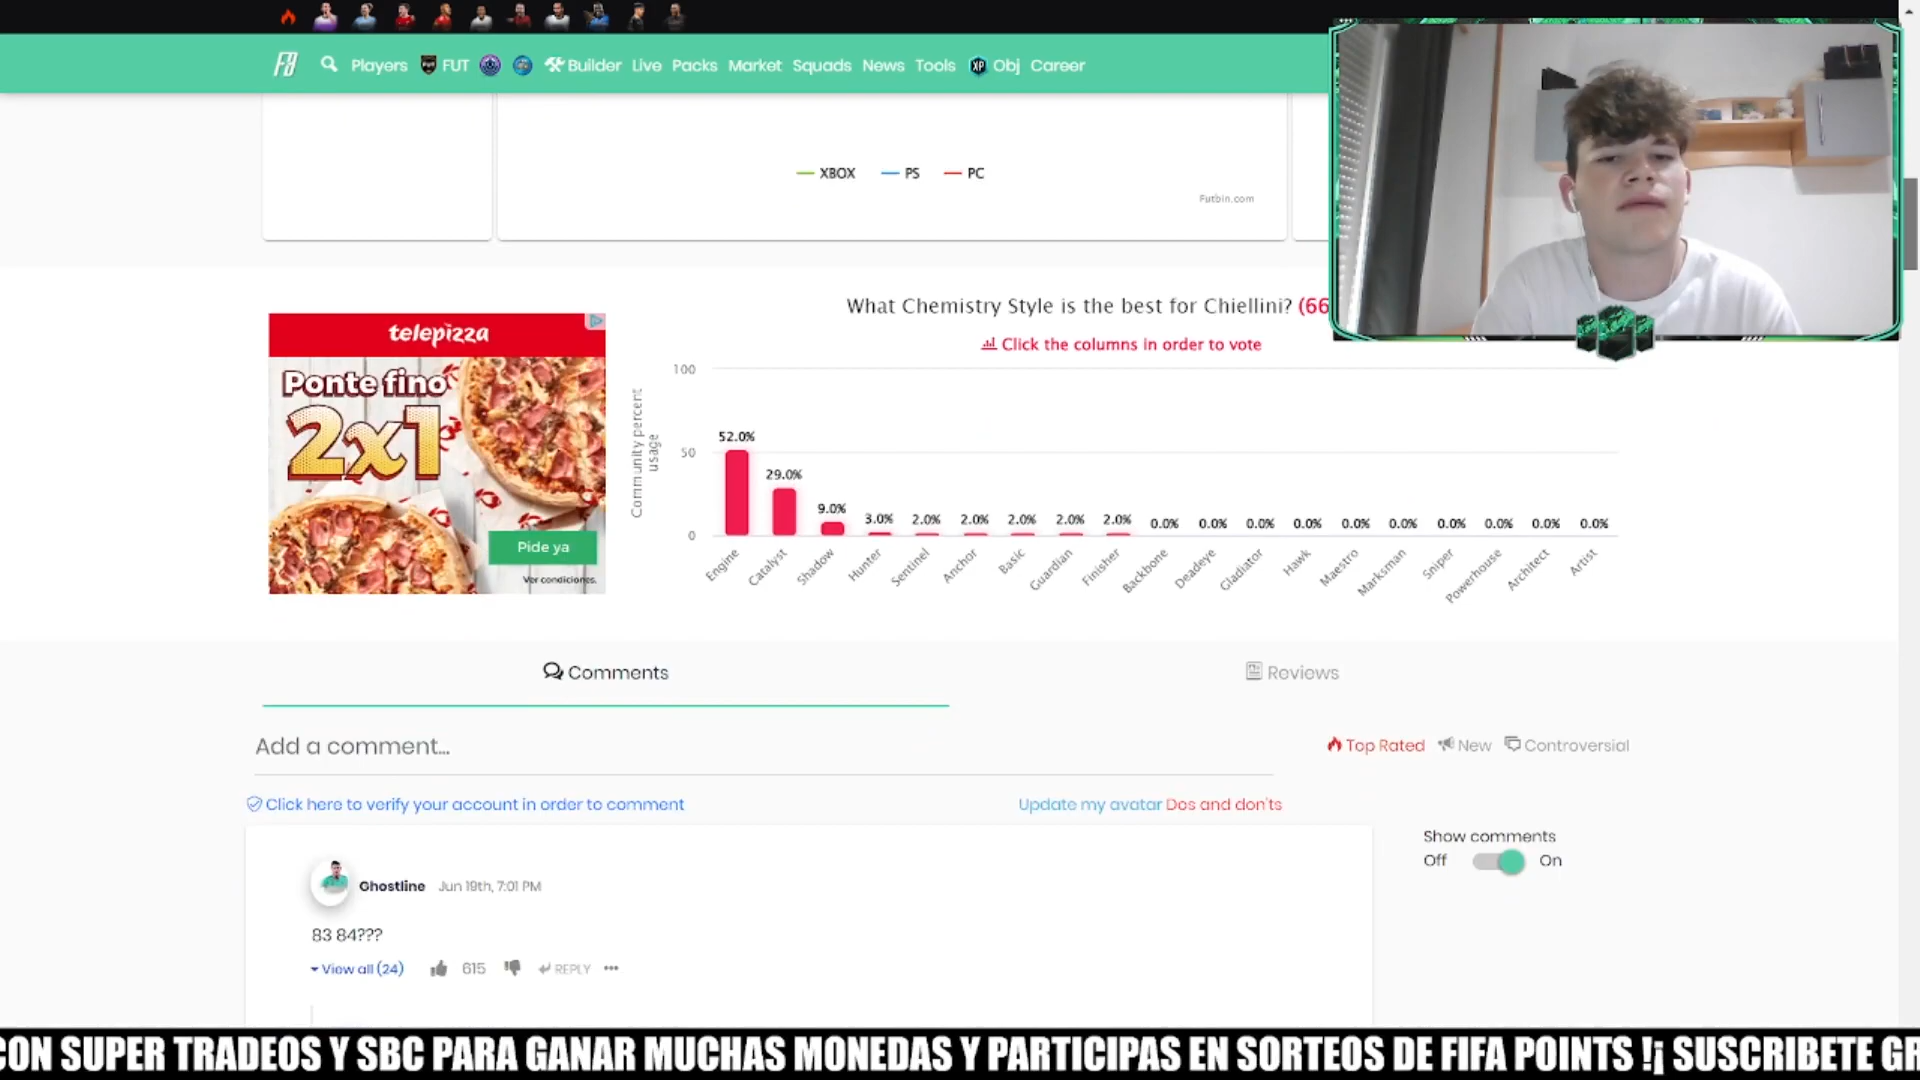 FB Players FUT Builder Live Packs Market Squads News Tools XP Obj Career
XBOX PS PC
Futbin.com
What Chemistry Style is the best for Chiellini? (66
Click the columns in order to vote
telepizza
Ponte fino
2x1
Pide ya
Ver condiciones.
Community percent
usage
100
50
0
52.0%
29.0%
9.0%
3.0%
2.0%
2.0%
2.0%
2.0%
2.0%
0.0%
0.0%
0.0%
0.0%
0.0%
0.0%
0.0%
0.0%
0.0%
0.0%
Engine
Catalyst
Shadow
Hunter
Sentinel
Anchor
Basic
Guardian
Finisher
Backbone
Deadeye
Gladiator
Hawk
Maestro
Marksman
Sniper
Powerhouse
Architect
Artist
Comments
Reviews
Add a comment...
Top Rated New Controversial
Click here to verify your account in order to comment
Update my avatar Dos and don'ts
Show comments
Off On
Ghostline Jun 19th, 7:01 PM
83 84???
View all (24) 615 REPLY
CON SUPER TRADEOS Y SBC PARA GANAR MUCHAS MONEDAS Y PARTICIPAS EN SORTEOS DE FIFA POINTS !¡ SUSCRIBETE GR